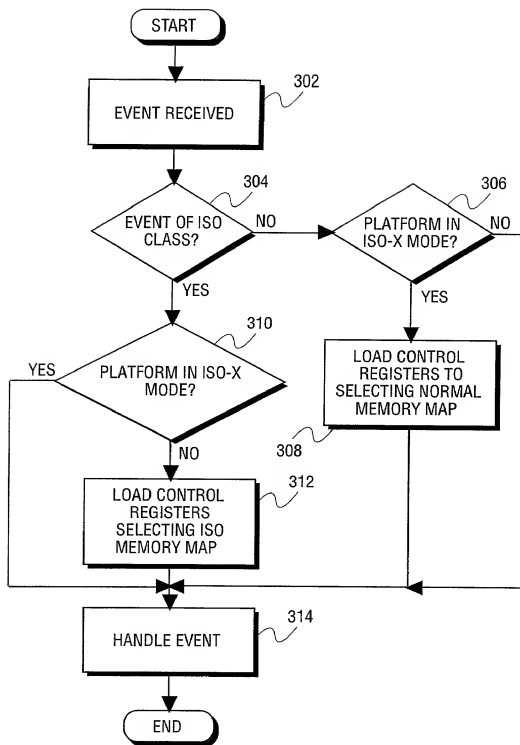 START
302
EVENT RECEIVED
304
EVENT OF ISO
CLASS?
NO
YES
306
PLATFORM IN
ISO-X MODE?
NO
YES
LOAD CONTROL
REGISTERS TO
SELECTING NORMAL
MEMORY MAP
308
310
YES
PLATFORM IN ISO-X
MODE?
NO
312
LOAD CONTROL
REGISTERS
SELECTING ISO
MEMORY MAP
314
HANDLE EVENT
END